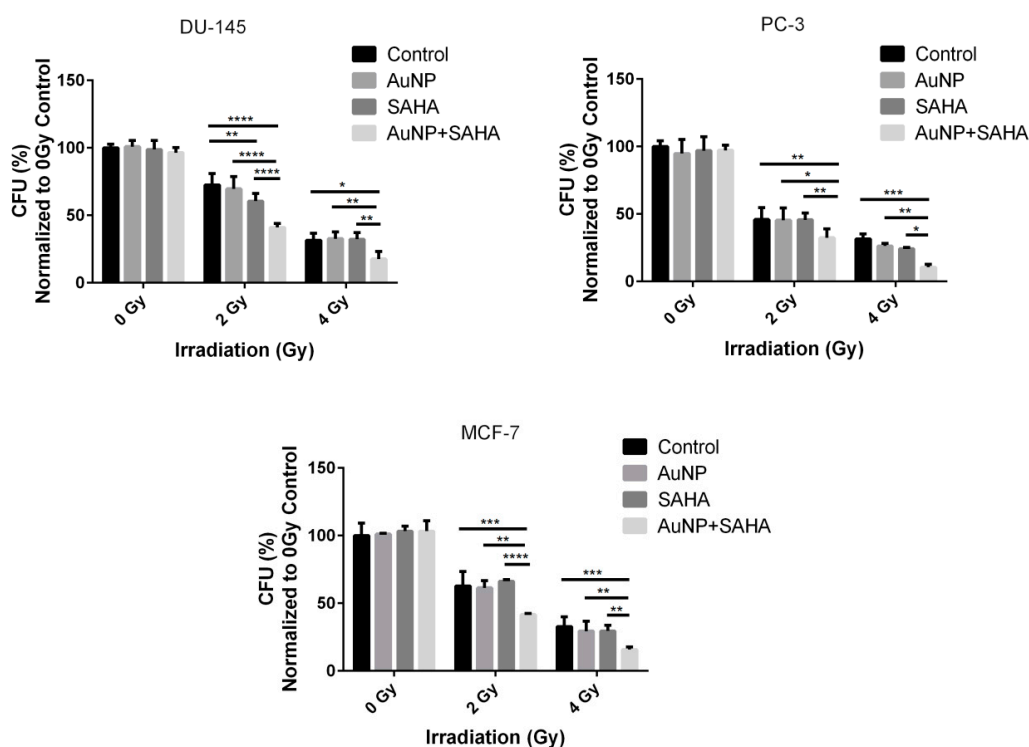 DU-145
Control
AuNP
SAHA
AuNP+SAHA
CFU (%)
Normalized to 0Gy Control
150
100
50
0
****
**
****
****
*
**
**
0 Gy
2 Gy
4 Gy
Irradiation (Gy)
PC-3
Control
AuNP
SAHA
AuNP+SAHA
CFU (%)
Normalized to 0Gy Control
150
100
50
0
**
*
**
***
**
*
0 Gy
2 Gy
4 Gy
Irradiation (Gy)
MCF-7
Control
AuNP
SAHA
AuNP+SAHA
CFU (%)
Normalized to 0Gy Control
150
100
50
0
***
**
****
***
**
**
0 Gy
2 Gy
4 Gy
Irradiation (Gy)